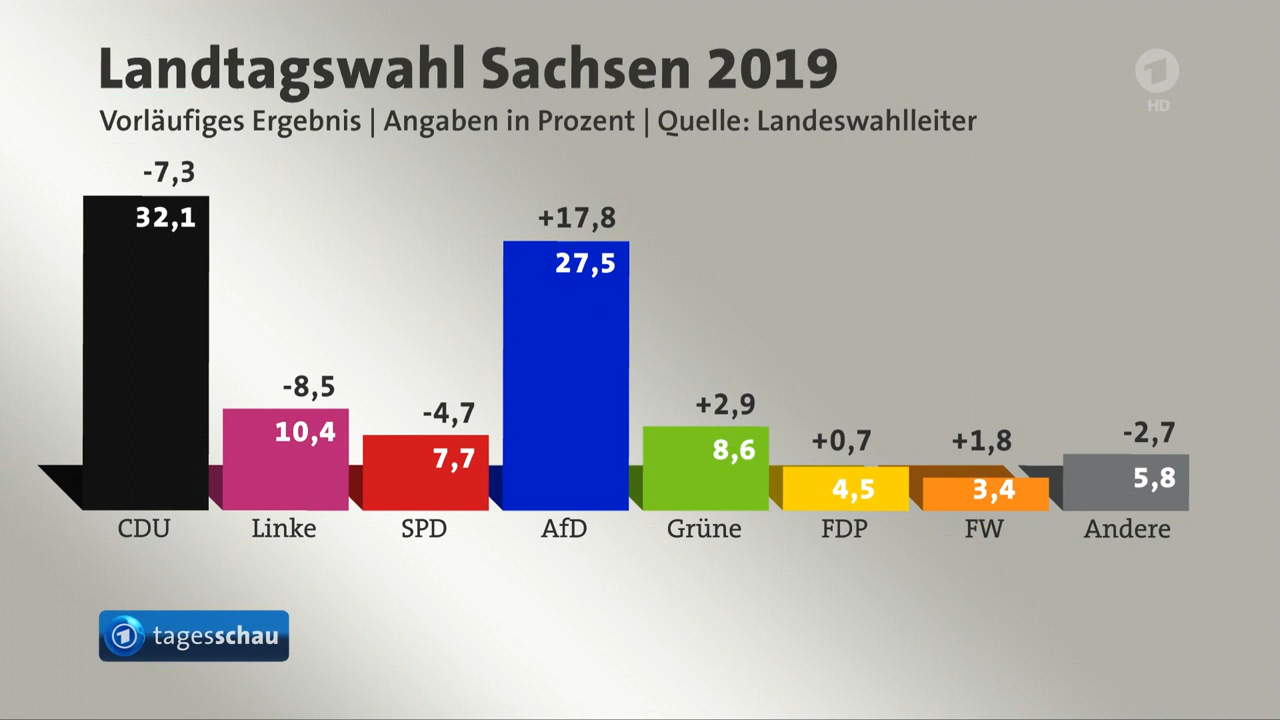 Landtagswahl Sachsen 2019
HD
Vorläufiges Ergebnis | Angaben in Prozent | Quelle: Landeswahlleiter
-7,3
32,1
-8,5
10,4
-4,7
7,7
+17,8
27,5
+2,9
8,6
+0,7
4,5
+1,8
3,4
-2,7
5,8
CDU
Linke
SPD
AfD
Grüne
FDP
FW
Andere
tagesschau